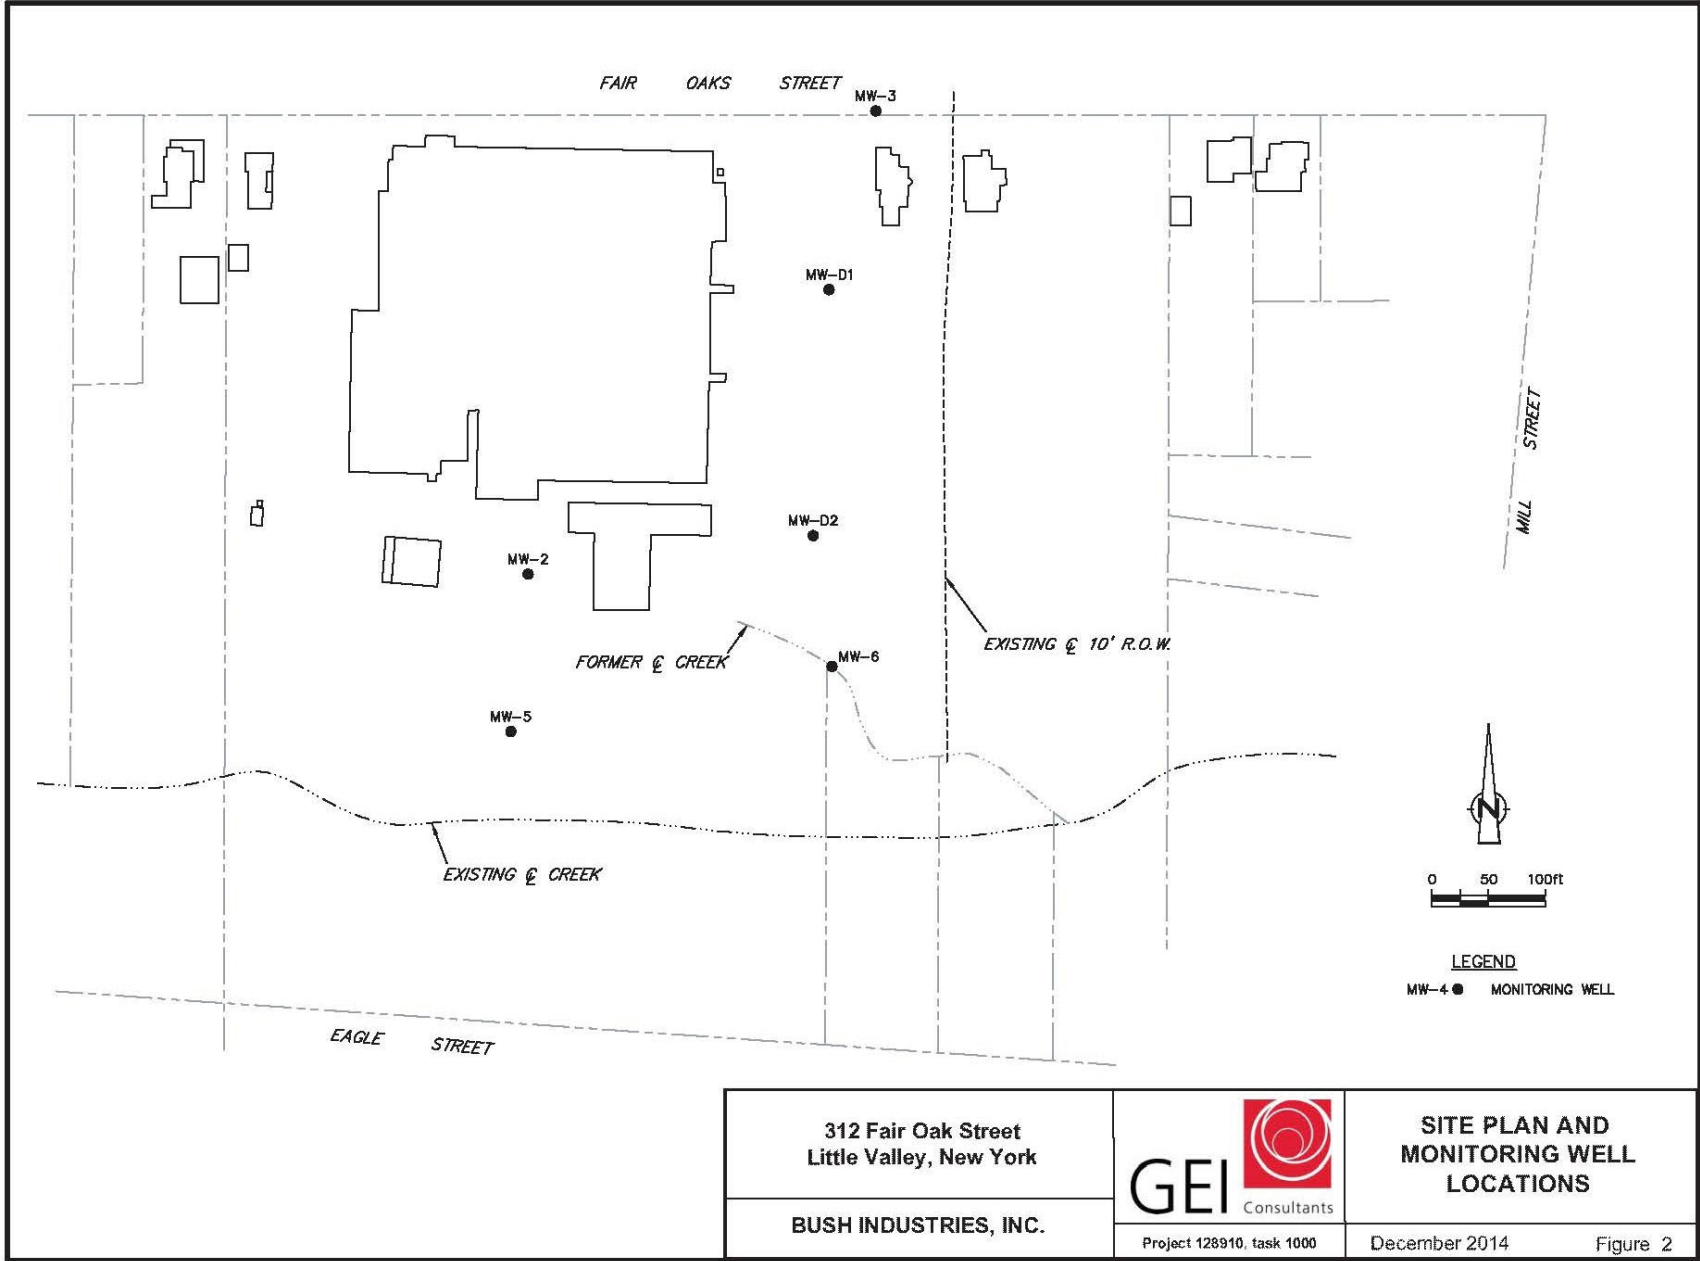 FAIR OAKS STREET
MW-3
MW-D1
MILL STREET
MW-D2
MW-2
EXISTING ℄ 10' R.O.W.
FORMER ℄ CREEK
MW-6
MW-5
EXISTING ℄ CREEK
N
0 50 100ft
LEGEND
MW-4 MONITORING WELL
EAGLE STREET
312 Fair Oak Street
Little Valley, New York
BUSH INDUSTRIES, INC.
GEI
Consultants
Project 128910, task 1000
SITE PLAN AND
MONITORING WELL
LOCATIONS
December 2014 Figure 2